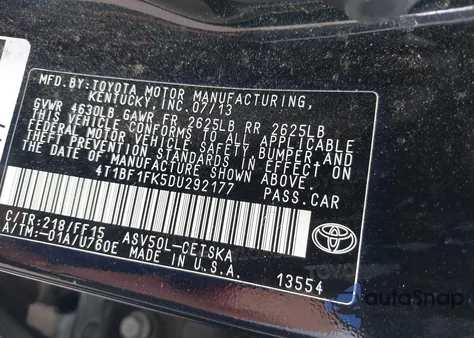 MFD.BY:TOYOTA MOTOR MANUFACTURING,
KENTUCKY,INC.07/13
GVWR 4630LB GAWR FR 2625LB RR 2625LB
THIS VEHICLE CONFORMS TO ALL APPLICABLE
FEDERAL MOTOR VEHICLE SAFETY, BUMPER, AND
THEFT PREVENTION STANDARDS IN EFFECT ON
THE DATE OF MANUFACTURE SHOWN ABOVE.
4T1BF1FK5DU292177
PASS.CAR
C/TR:218/FF15 ASV50L-CETSKA
A/TM:-01A/U760E MADE IN U.S.A.
13554
autoSnap